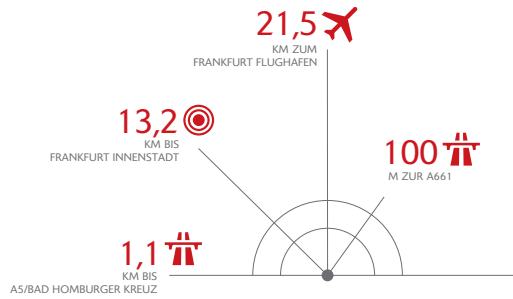 21,5
KM ZUM
FRANKFURT FLUGHAFEN
13,2
KM BIS
FRANKFURT INNENSTADT
100
M ZUR A661
1,1
KM BIS
A5/BAD HOMBURGER KREUZ